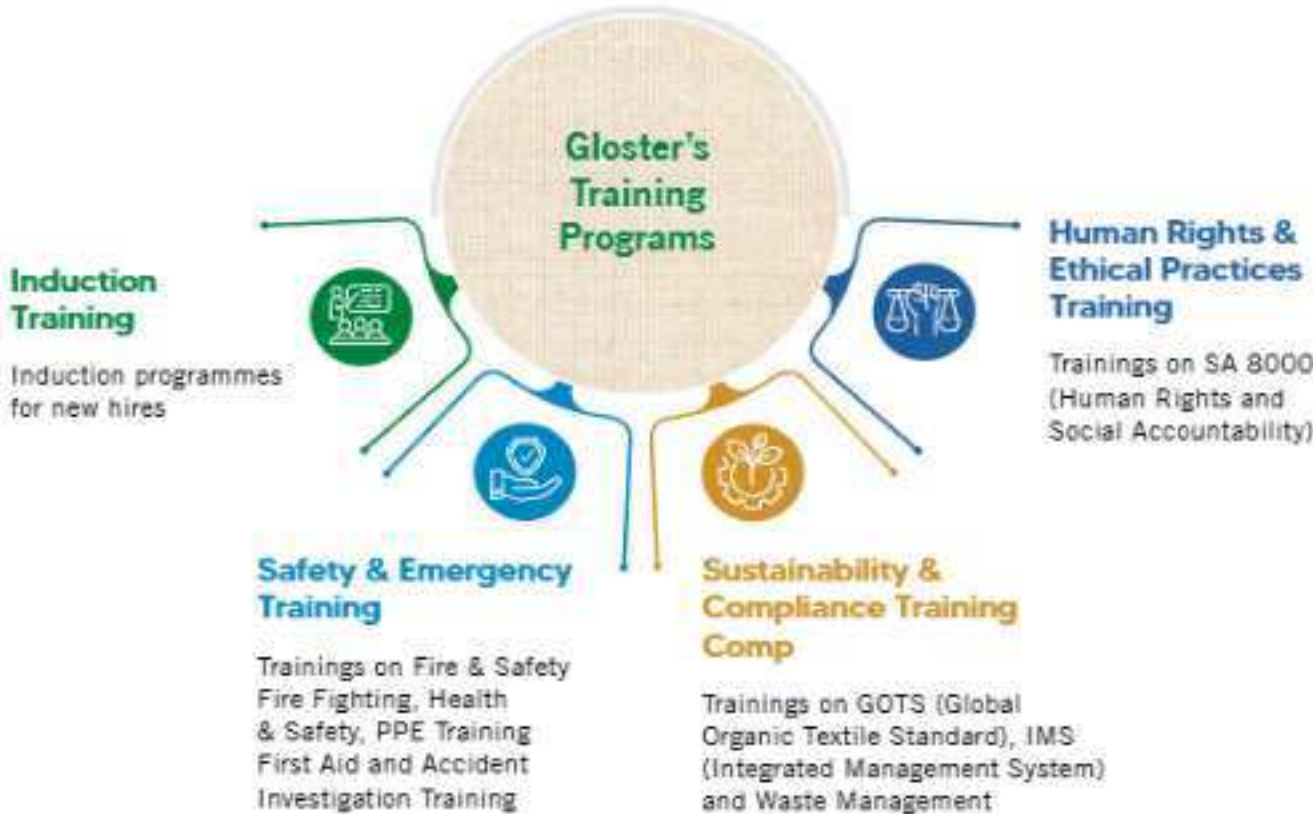 Gloster's
Training
Programs
Induction
Training
Induction programmes
for new hires
Safety & Emergency
Training
Trainings on Fire & Safety
Fire Fighting, Health
& Safety, PPE Training
First Aid and Accident
Investigation Training
Sustainability &
Compliance Training
Comp
Trainings on GOTS (Global
Organic Textile Standard), IMS
(Integrated Management System)
and Waste Management
Human Rights &
Ethical Practices
Training
Trainings on SA 8000
(Human Rights and
Social Accountability)